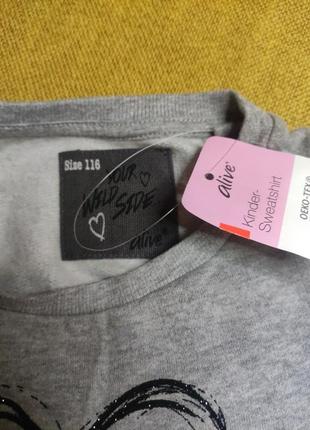 Size 116
YOUR
WILD
SIDE
alive
alive®
Kinder-
Sweatshirt
OEKO-TEX®